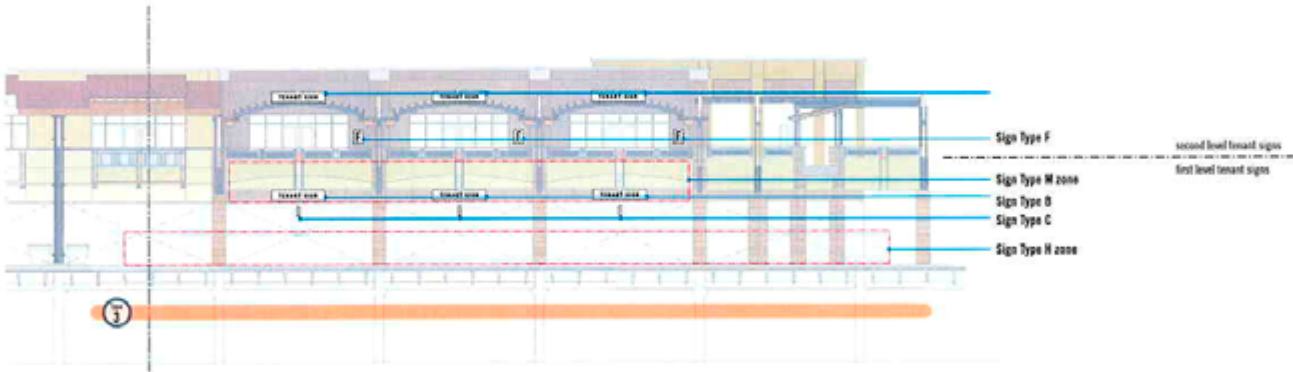 TENANT SIGN TENANT SIGN TENANT SIGN
F F F
Sign Type F
second level tenant signs
first level tenant signs
Sign Type M zone
TENANT SIGN TENANT SIGN TENANT SIGN
Sign Type B
Sign Type C
Sign Type H zone
3